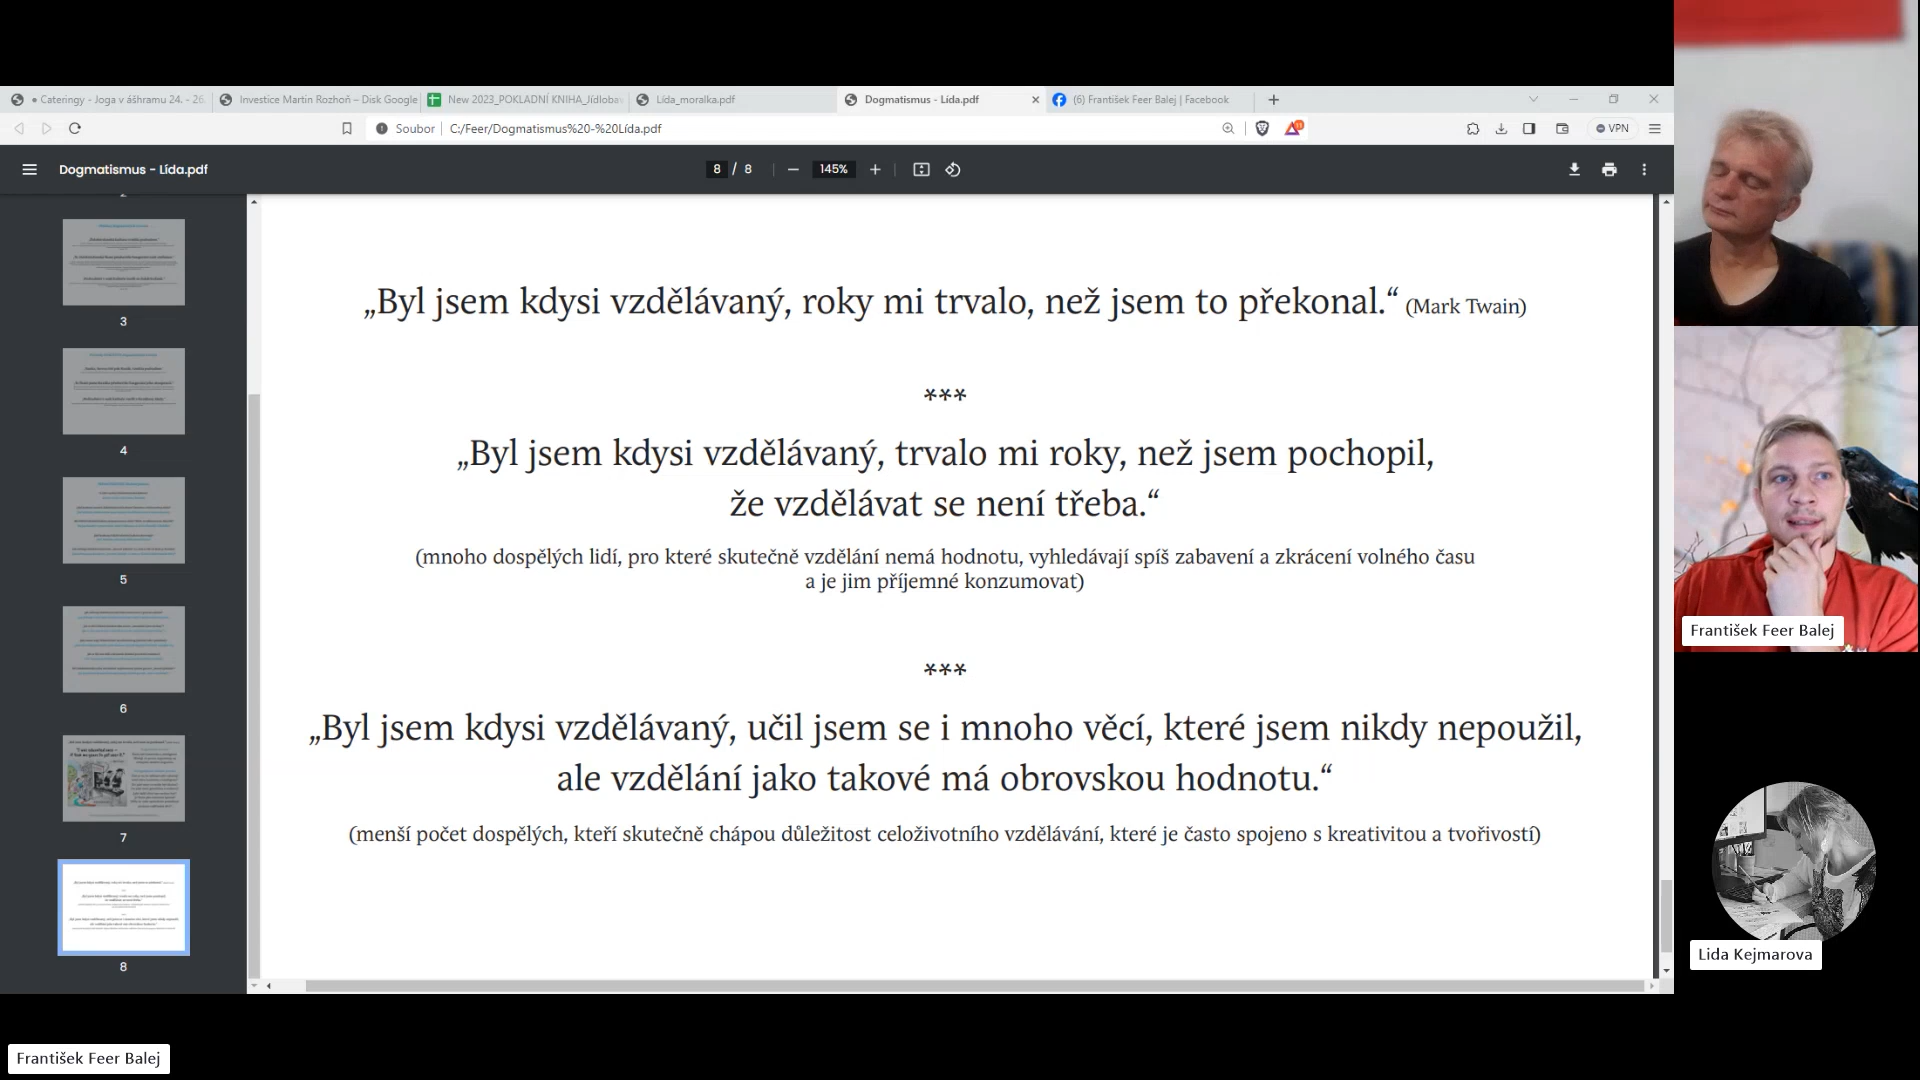 Cateringy - Joga v áshramu 24. - 26.
Investice Martin Rozhoň – Disk Google
New 2023_POKLADNÍ KNIHA_Jídlobav
Lída_moralka.pdf
Dogmatismus - Lída.pdf
(6) František Feer Balej | Facebook
Soubor
C:/Feer/Dogmatismus%20-%20Lída.pdf
VPN
Dogmatismus - Lída.pdf
8 / 8
145%
„Byl jsem kdysi vzdělávaný, roky mi trvalo, než jsem to překonal.“ (Mark Twain)
***
„Byl jsem kdysi vzdělávaný, trvalo mi roky, než jsem pochopil,
že vzdělávat se není třeba.“
(mnoho dospělých lidí, pro které skutečně vzdělání nemá hodnotu, vyhledávají spíš zabavení a zkrácení volného času
a je jim příjemné konzumovat)
***
„Byl jsem kdysi vzdělávaný, učil jsem se i mnoho věcí, které jsem nikdy nepoužil,
ale vzdělání jako takové má obrovskou hodnotu.“
(menší počet dospělých, kteří skutečně chápou důležitost celoživotního vzdělávání, které je často spojeno s kreativitou a tvořivostí)
3
4
5
6
7
8
František Feer Balej
Lida Kejmarova
František Feer Balej